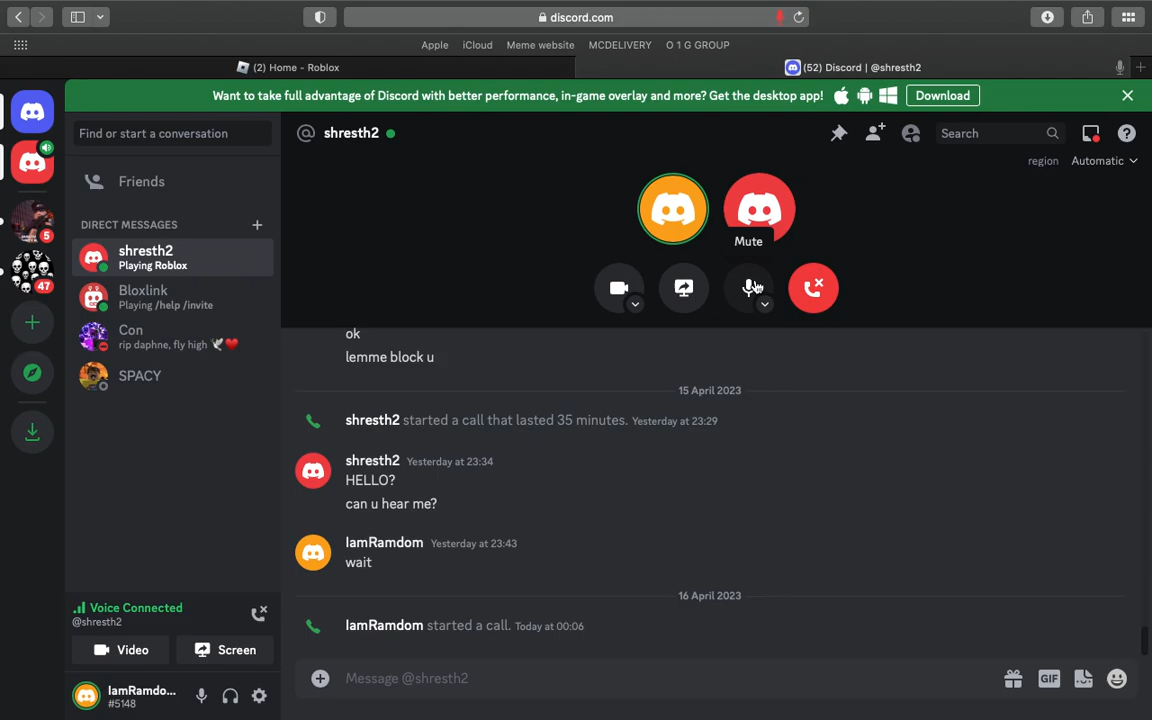 discord.com
Apple iCloud Meme website MCDELIVERY O 1 G GROUP
(2) Home - Roblox
(52) Discord | @shresth2
Want to take full advantage of Discord with better performance, in-game overlay and more? Get the desktop app!
Download
Find or start a conversation
shresth2
Search
region Automatic
Friends
DIRECT MESSAGES
shresth2
Playing Roblox
Bloxlink
Playing /help /invite
Con
rip daphne, fly high 🕊️❤️
SPACY
5
47
Mute
ok
lemme block u
15 April 2023
shresth2 started a call that lasted 35 minutes. Yesterday at 23:29
shresth2 Yesterday at 23:34
HELLO?
can u hear me?
IamRamdom Yesterday at 23:43
wait
16 April 2023
IamRamdom started a call. Today at 00:06
Voice Connected
@shresth2
Video
Screen
IamRamdo...
#5148
Message @shresth2
GIF